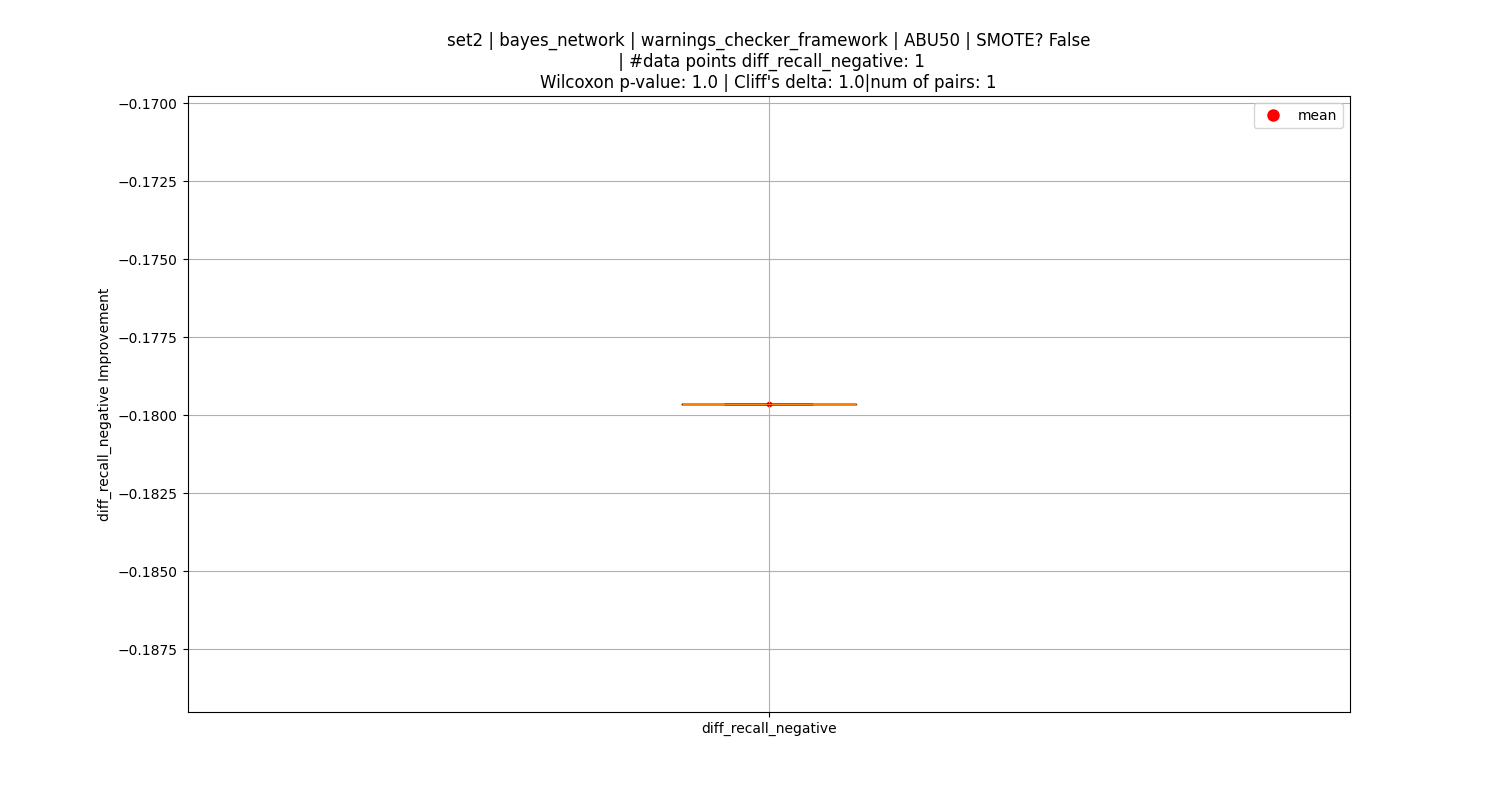 set2 | bayes_network | warnings_checker_framework | ABU50 | SMOTE? False
| #data points diff_recall_negative: 1
Wilcoxon p-value: 1.0 | Cliff's delta: 1.0|num of pairs: 1
mean
−0.1700
−0.1725
−0.1750
−0.1775
−0.1800
−0.1825
−0.1850
−0.1875
diff_recall_negative Improvement
diff_recall_negative